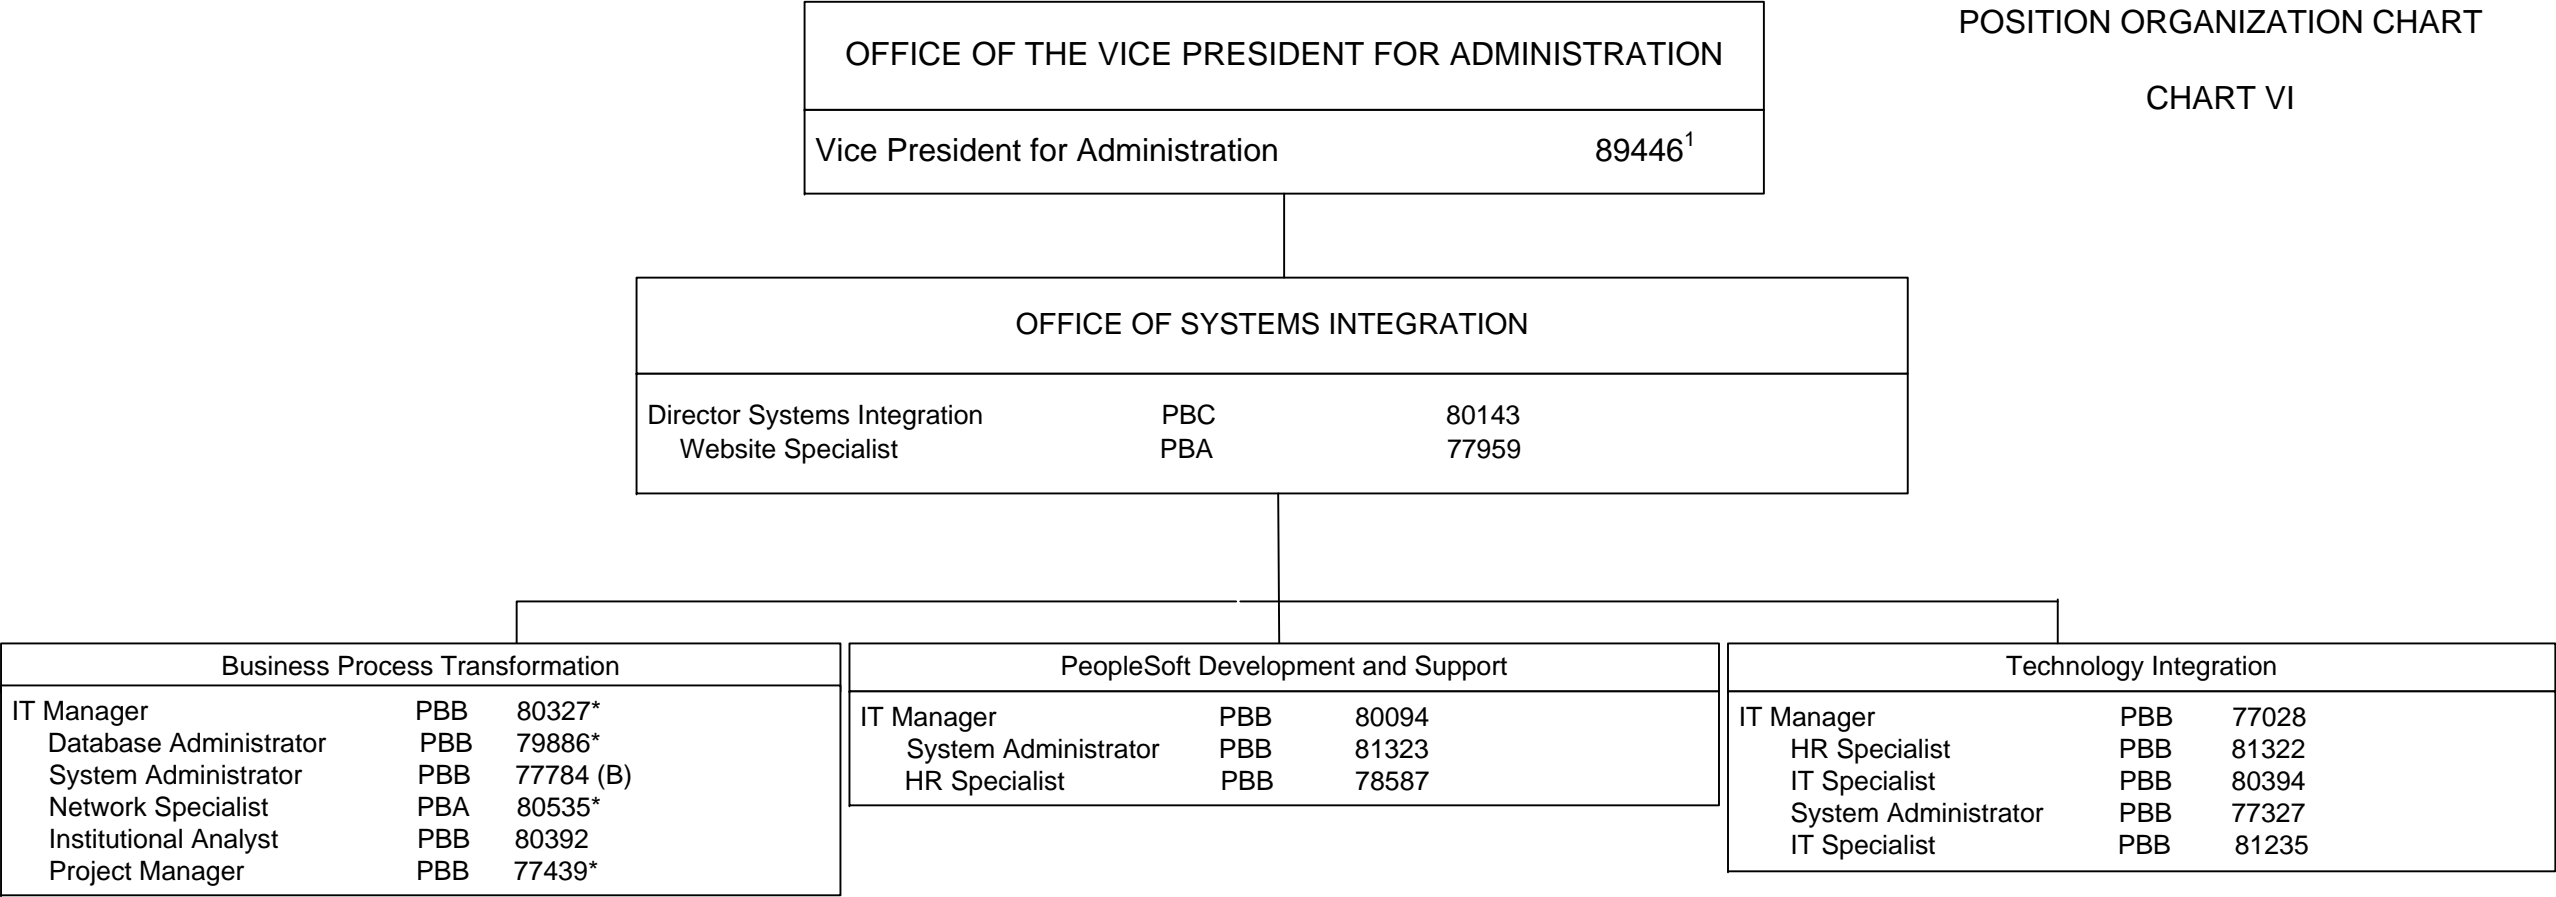 POSITION ORGANIZATION CHART
CHART VI
OFFICE OF THE VICE PRESIDENT FOR ADMINISTRATION
Vice President for Administration 89446¹
OFFICE OF SYSTEMS INTEGRATION
Director Systems Integration PBC 80143
Website Specialist PBA 77959
Business Process Transformation
IT Manager PBB 80327*
Database Administrator PBB 79886*
System Administrator PBB 77784 (B)
Network Specialist PBA 80535*
Institutional Analyst PBB 80392
Project Manager PBB 77439*
PeopleSoft Development and Support
IT Manager PBB 80094
System Administrator PBB 81323
HR Specialist PBB 78587
Technology Integration
IT Manager PBB 77028
HR Specialist PBB 81322
IT Specialist PBB 80394
System Administrator PBB 77327
IT Specialist PBB 81235